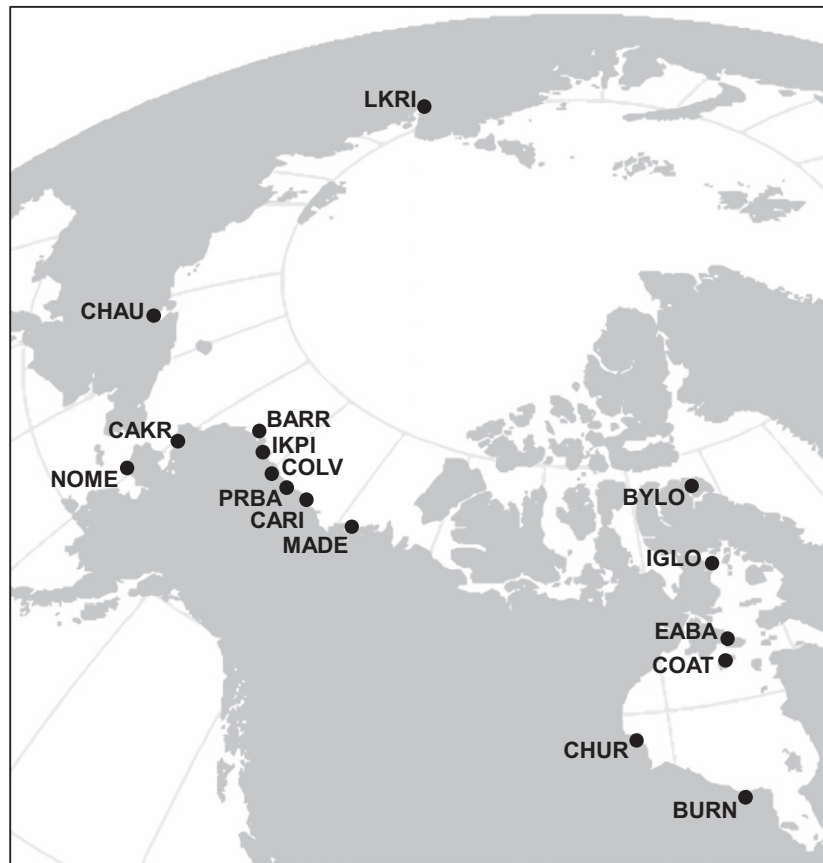 LKRI
CHAU
BARR
CAKR
IKPI
NOME
COLV
PRBA
BYLO
CARI
MADE
IGLO
EABA
COAT
CHUR
BURN